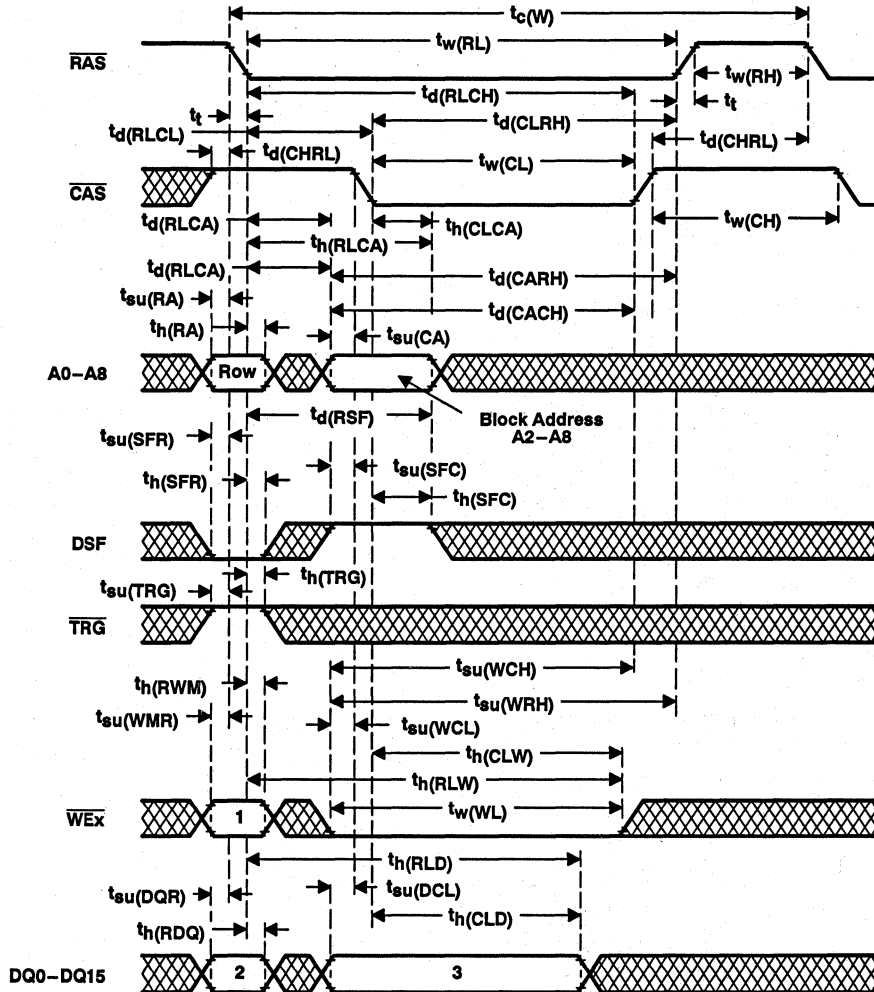 tc(W)
tw(RL)
RAS
tw(RH)
td(RLCH)
tt
tt
td(CLRH)
td(RLCL)
td(CHRL)
td(CHRL)
tw(CL)
CAS
td(RLCA)
th(CLCA)
tw(CH)
th(RLCA)
td(RLCA)
td(CARH)
tsu(RA)
td(CACH)
th(RA)
tsu(CA)
A0–A8
Row
td(RSF)
Block Address
A2–A8
tsu(SFR)
tsu(SFC)
th(SFR)
th(SFC)
DSF
th(TRG)
tsu(TRG)
TRG
tsu(WCH)
th(RWM)
tsu(WRH)
tsu(WMR)
tsu(WCL)
th(CLW)
th(RLW)
WEx
1
tw(WL)
th(RLD)
tsu(DQR)
tsu(DCL)
th(CLD)
th(RDQ)
DQ0–DQ15
2
3